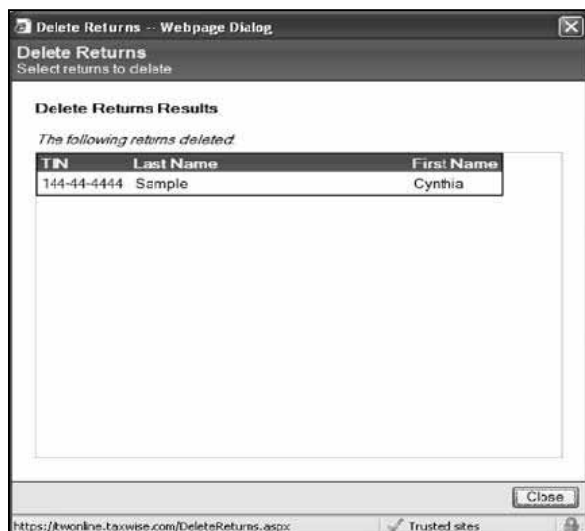 Delete Returns -- Webpage Dialog
Delete Returns
Select returns to delete
Delete Returns Results
The following returns deleted.
TIN Last Name First Name
144-44-4444 Sample Cynthia
Close
https://twonline.taxwise.com/DeleteReturns.aspx Trusted sites